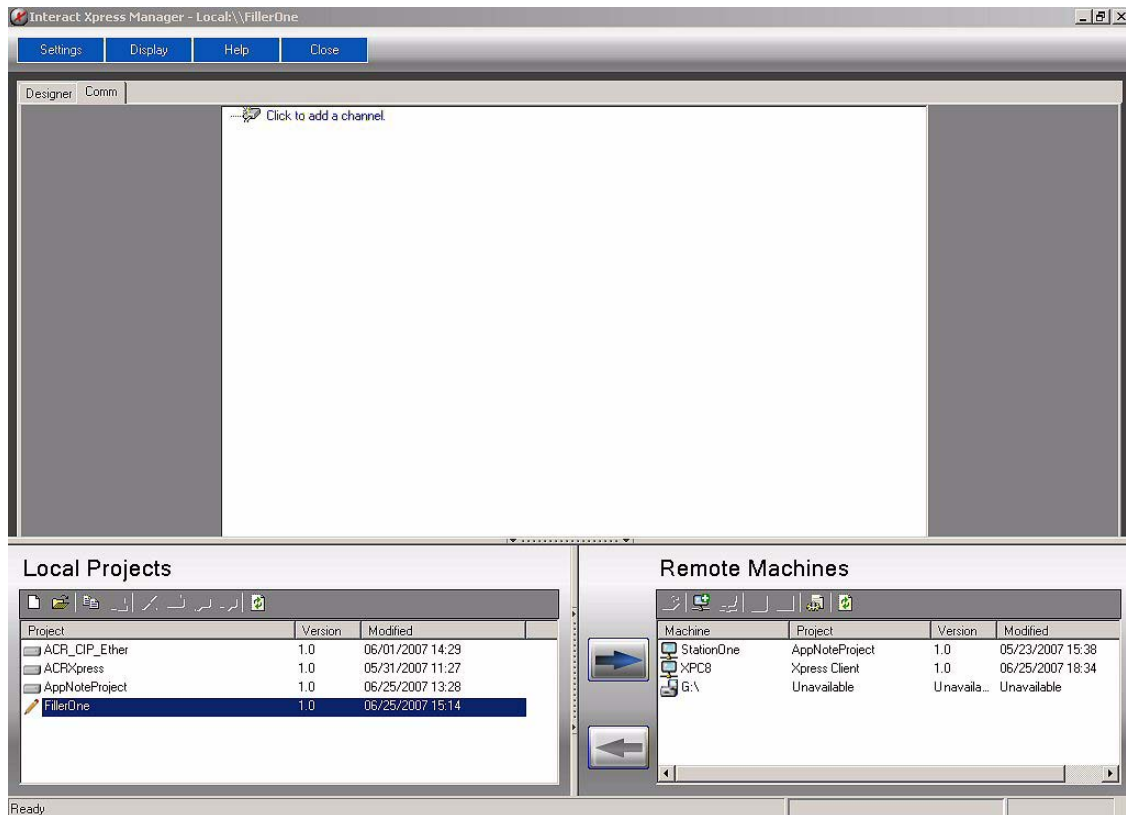 Interact Xpress Manager - Local:\\FillerOne
Settings Display Help Close
Designer Comm
Click to add a channel.
Local Projects
Project Version Modified
ACR_CIP_Ether 1.0 06/01/2007 14:29
ACRXpress 1.0 05/31/2007 11:27
AppNoteProject 1.0 06/25/2007 13:28
FillerOne 1.0 06/25/2007 15:14
Remote Machines
Machine Project Version Modified
StationOne AppNoteProject 1.0 05/23/2007 15:38
XPC8 Xpress Client 1.0 06/25/2007 18:34
G:\ Unavailable Unavaila... Unavailable
Ready